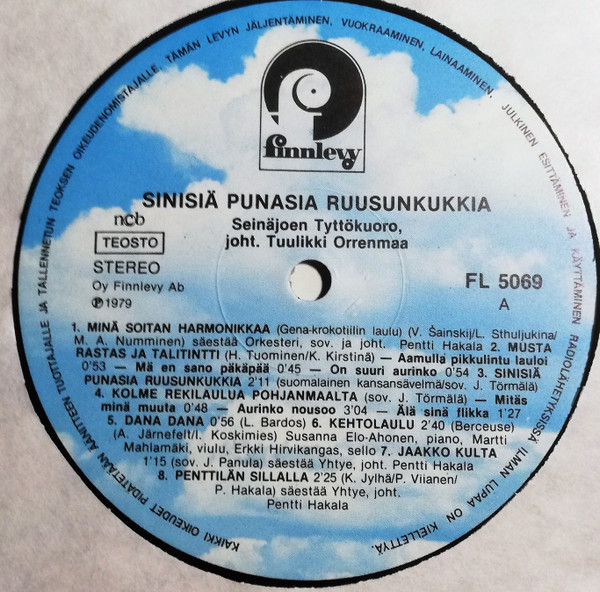 KAIKKI OIKEUDET PIDÄTETÄÄN ÄÄNITTEEN TUOTTAJALLE JA TALLENNETUN TEOKSEN OIKEUDENOMISTAJALLE. TÄMÄN LEVYN JÄLJENTÄMINEN, VUOKRAAMINEN, LAINAAMINEN, JULKINEN ESITTÄMINEN JA KÄYTTÄMINEN RADIOLÄHETYKSISSÄ ILMAN LUPAA ON KIELLETTYÄ.
finnlevy
SINISIÄ PUNASIA RUUSUNKUKKIA
Seinäjoen Tyttökuoro,
joht. Tuulikki Orrenmaa
ncb
TEOSTO
STEREO
Oy Finnlevy Ab
℗ 1979
FL 5069
A
1. MINÄ SOITAN HARMONIKKAA (Gena-krokotiilin laulu) (V. Šainskij/L. Sthuljukina/
M. A. Numminen) säestää Orkesteri, sov. ja joht. Pentti Hakala 2. MUSTA
RASTAS JA TALITINTTI (H. Tuominen/K. Kirstinä) — Aamulla pikkulintu lauloi
0'53 — Mä en sano päkäpää 0'45 — On suuri aurinko 0'54 3. SINISIÄ
PUNASIA RUUSUNKUKKIA 2'11 (suomalainen kansansävelmä/sov. J. Törmälä)
4. KOLME REKILAULUA POHJANMAALTA (sov. J. Törmälä) — Mitäs
minä muuta 0'48 — Aurinko nousoo 3'04 — Älä sinä flikka 1'27
5. DANA DANA 0'56 (L. Bardos) 6. KEHTOLAULU 2'40 (Berceuse)
(A. Järnefelt/I. Koskimies) Susanna Elo-Ahonen, piano, Martti
Mahlamäki, viulu, Erkki Hirvikangas, sello 7. JAAKKO KULTA
1'15 (sov. J. Panula) säestää Yhtye, joht. Pentti Hakala
8. PENTTILÄN SILLALLA 2'25 (K. Jylhä/P. Viianen/
P. Hakala) säestää Yhtye, joht.
Pentti Hakala